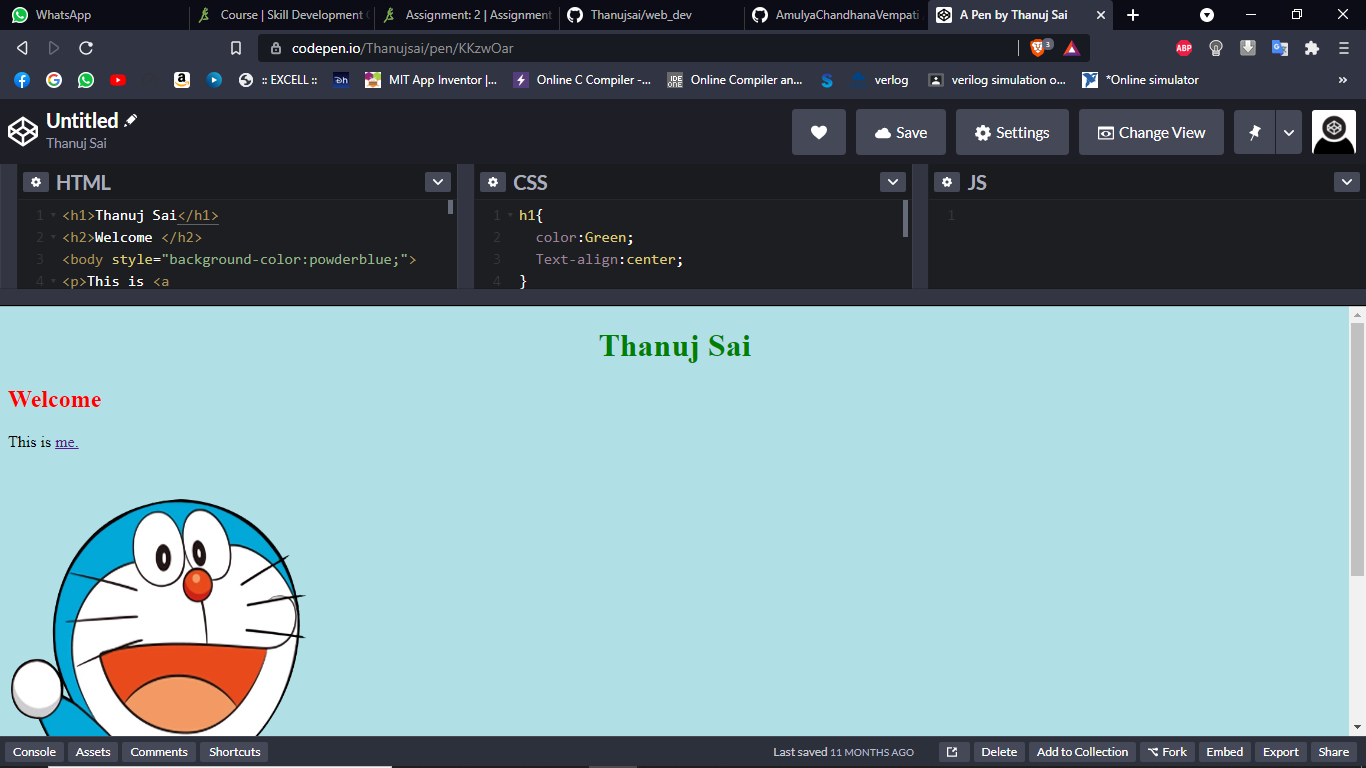 WhatsApp
Course | Skill Development
Assignment: 2 | Assignment
Thanujsai/web_dev
AmulyaChandhanaVempati
A Pen by Thanuj Sai
codepen.io/Thanujsai/pen/KKzwOar
3
ABP
:: EXCELL ::
MIT App Inventor |...
Online C Compiler -...
IDE ONE
Online Compiler an...
verlog
verilog simulation o...
*Online simulator
Untitled
Thanuj Sai
Save
Settings
Change View
HTML
1 <h1>Thanuj Sai</h1>
2 <h2>Welcome </h2>
3 <body style="background-color:powderblue;">
4 <p>This is <a
CSS
1 h1{
2 color:Green;
3 Text-align:center;
4 }
JS
1
Thanuj Sai
Welcome
This is me.
Console
Assets
Comments
Shortcuts
Last saved 11 MONTHS AGO
Delete
Add to Collection
Fork
Embed
Export
Share